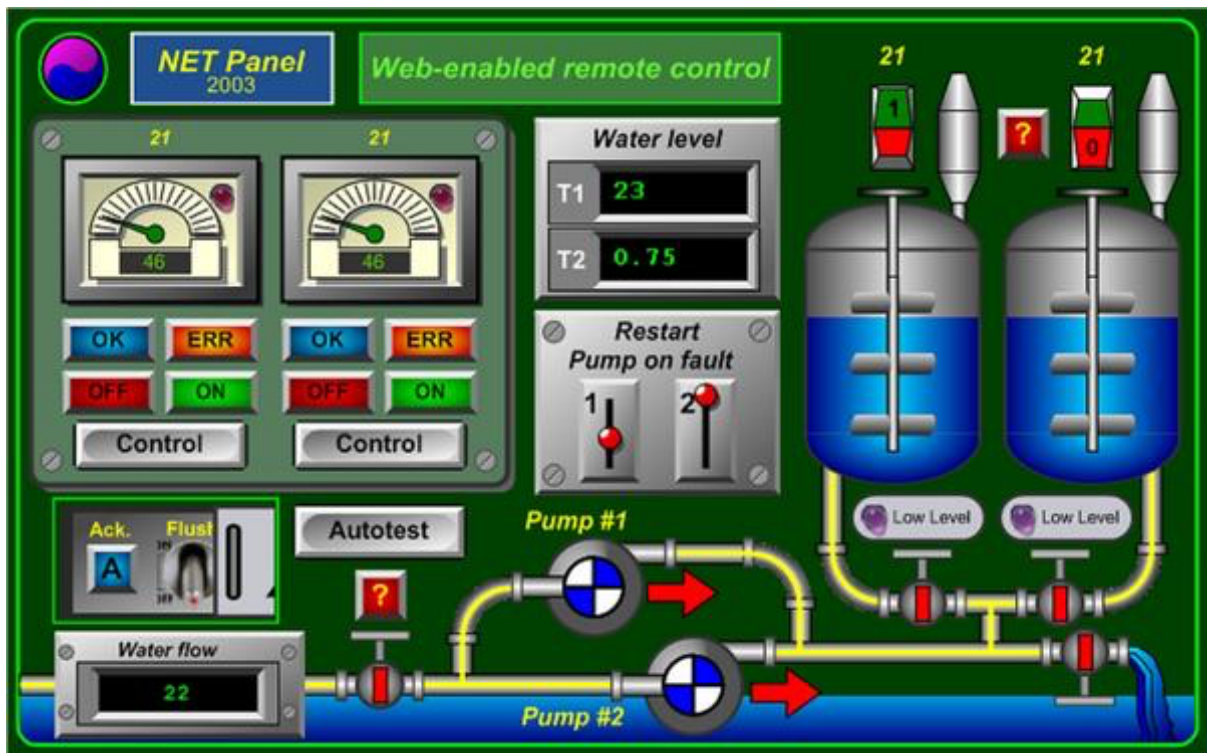 NET Panel
2003
Web-enabled remote control
21
21
21
21
1
?
0
46
46
OK
ERR
OK
ERR
OFF
ON
OFF
ON
Control
Control
Water level
T1
23
T2
0.75
Restart
Pump on fault
1
2
Low Level
Low Level
Ack.
Flush
A
Autotest
?
Pump #1
Pump #2
Water flow
22